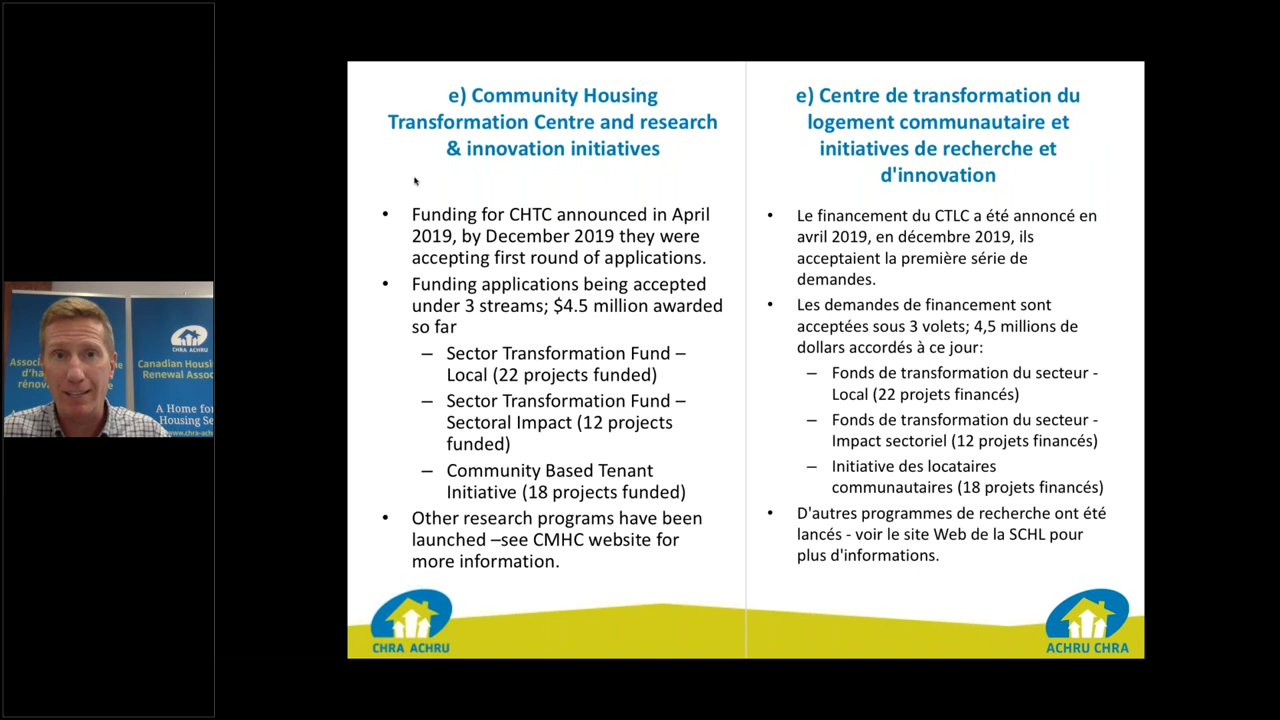 e) Community Housing
Transformation Centre and research
& innovation initiatives
• Funding for CHTC announced in April
2019, by December 2019 they were
accepting first round of applications.
• Funding applications being accepted
under 3 streams; $4.5 million awarded
so far
– Sector Transformation Fund –
Local (22 projects funded)
– Sector Transformation Fund –
Sectoral Impact (12 projects
funded)
– Community Based Tenant
Initiative (18 projects funded)
• Other research programs have been
launched –see CMHC website for
more information.
CHRA ACHRU
e) Centre de transformation du
logement communautaire et
initiatives de recherche et
d'innovation
• Le financement du CTLC a été annoncé en
avril 2019, en décembre 2019, ils
acceptaient la première série de
demandes.
• Les demandes de financement sont
acceptées sous 3 volets; 4,5 millions de
dollars accordés à ce jour:
– Fonds de transformation du secteur -
Local (22 projets financés)
– Fonds de transformation du secteur -
Impact sectoriel (12 projets financés)
– Initiative des locataires
communautaires (18 projets financés)
• D'autres programmes de recherche ont été
lancés - voir le site Web de la SCHL pour
plus d'informations.
ACHRU CHRA
CHRA ACHRU
Canadian Hous
Renewal Asso
A Home for
Housing Se
Assoc
d'ha
rénov